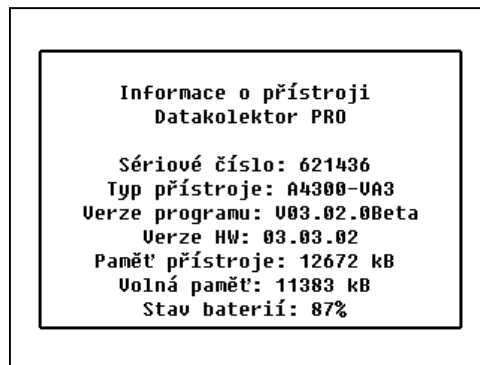 Informace o přístroji
Datakolektor PRO
Sériové číslo: 621436
Typ přístroje: A4300-VA3
Verze programu: V03.02.0Beta
Verze HW: 03.03.02
Paměť přístroje: 12672 kB
Volná paměť: 11383 kB
Stav baterií: 87%